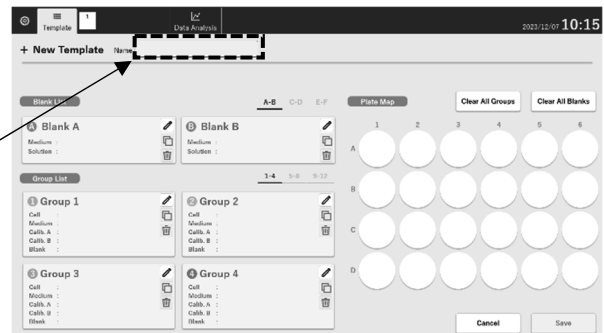 Template
1
Data Analysis
2023/12/07 10:15
+ New Template Name
Blank List
A-B C-D E-F
Plate Map
Clear All Groups
Clear All Blanks
A Blank A
Medium :
Solution :
B Blank B
Medium :
Solution :
1 2 3 4 5 6
A
B
C
D
Group List
1-4 5-8 9-12
1 Group 1
Cell :
Medium :
Calib. A :
Calib. B :
Blank :
2 Group 2
Cell :
Medium :
Calib. A :
Calib. B :
Blank :
3 Group 3
Cell :
Medium :
Calib. A :
Calib. B :
Blank :
4 Group 4
Cell :
Medium :
Calib. A :
Calib. B :
Blank :
Cancel
Save